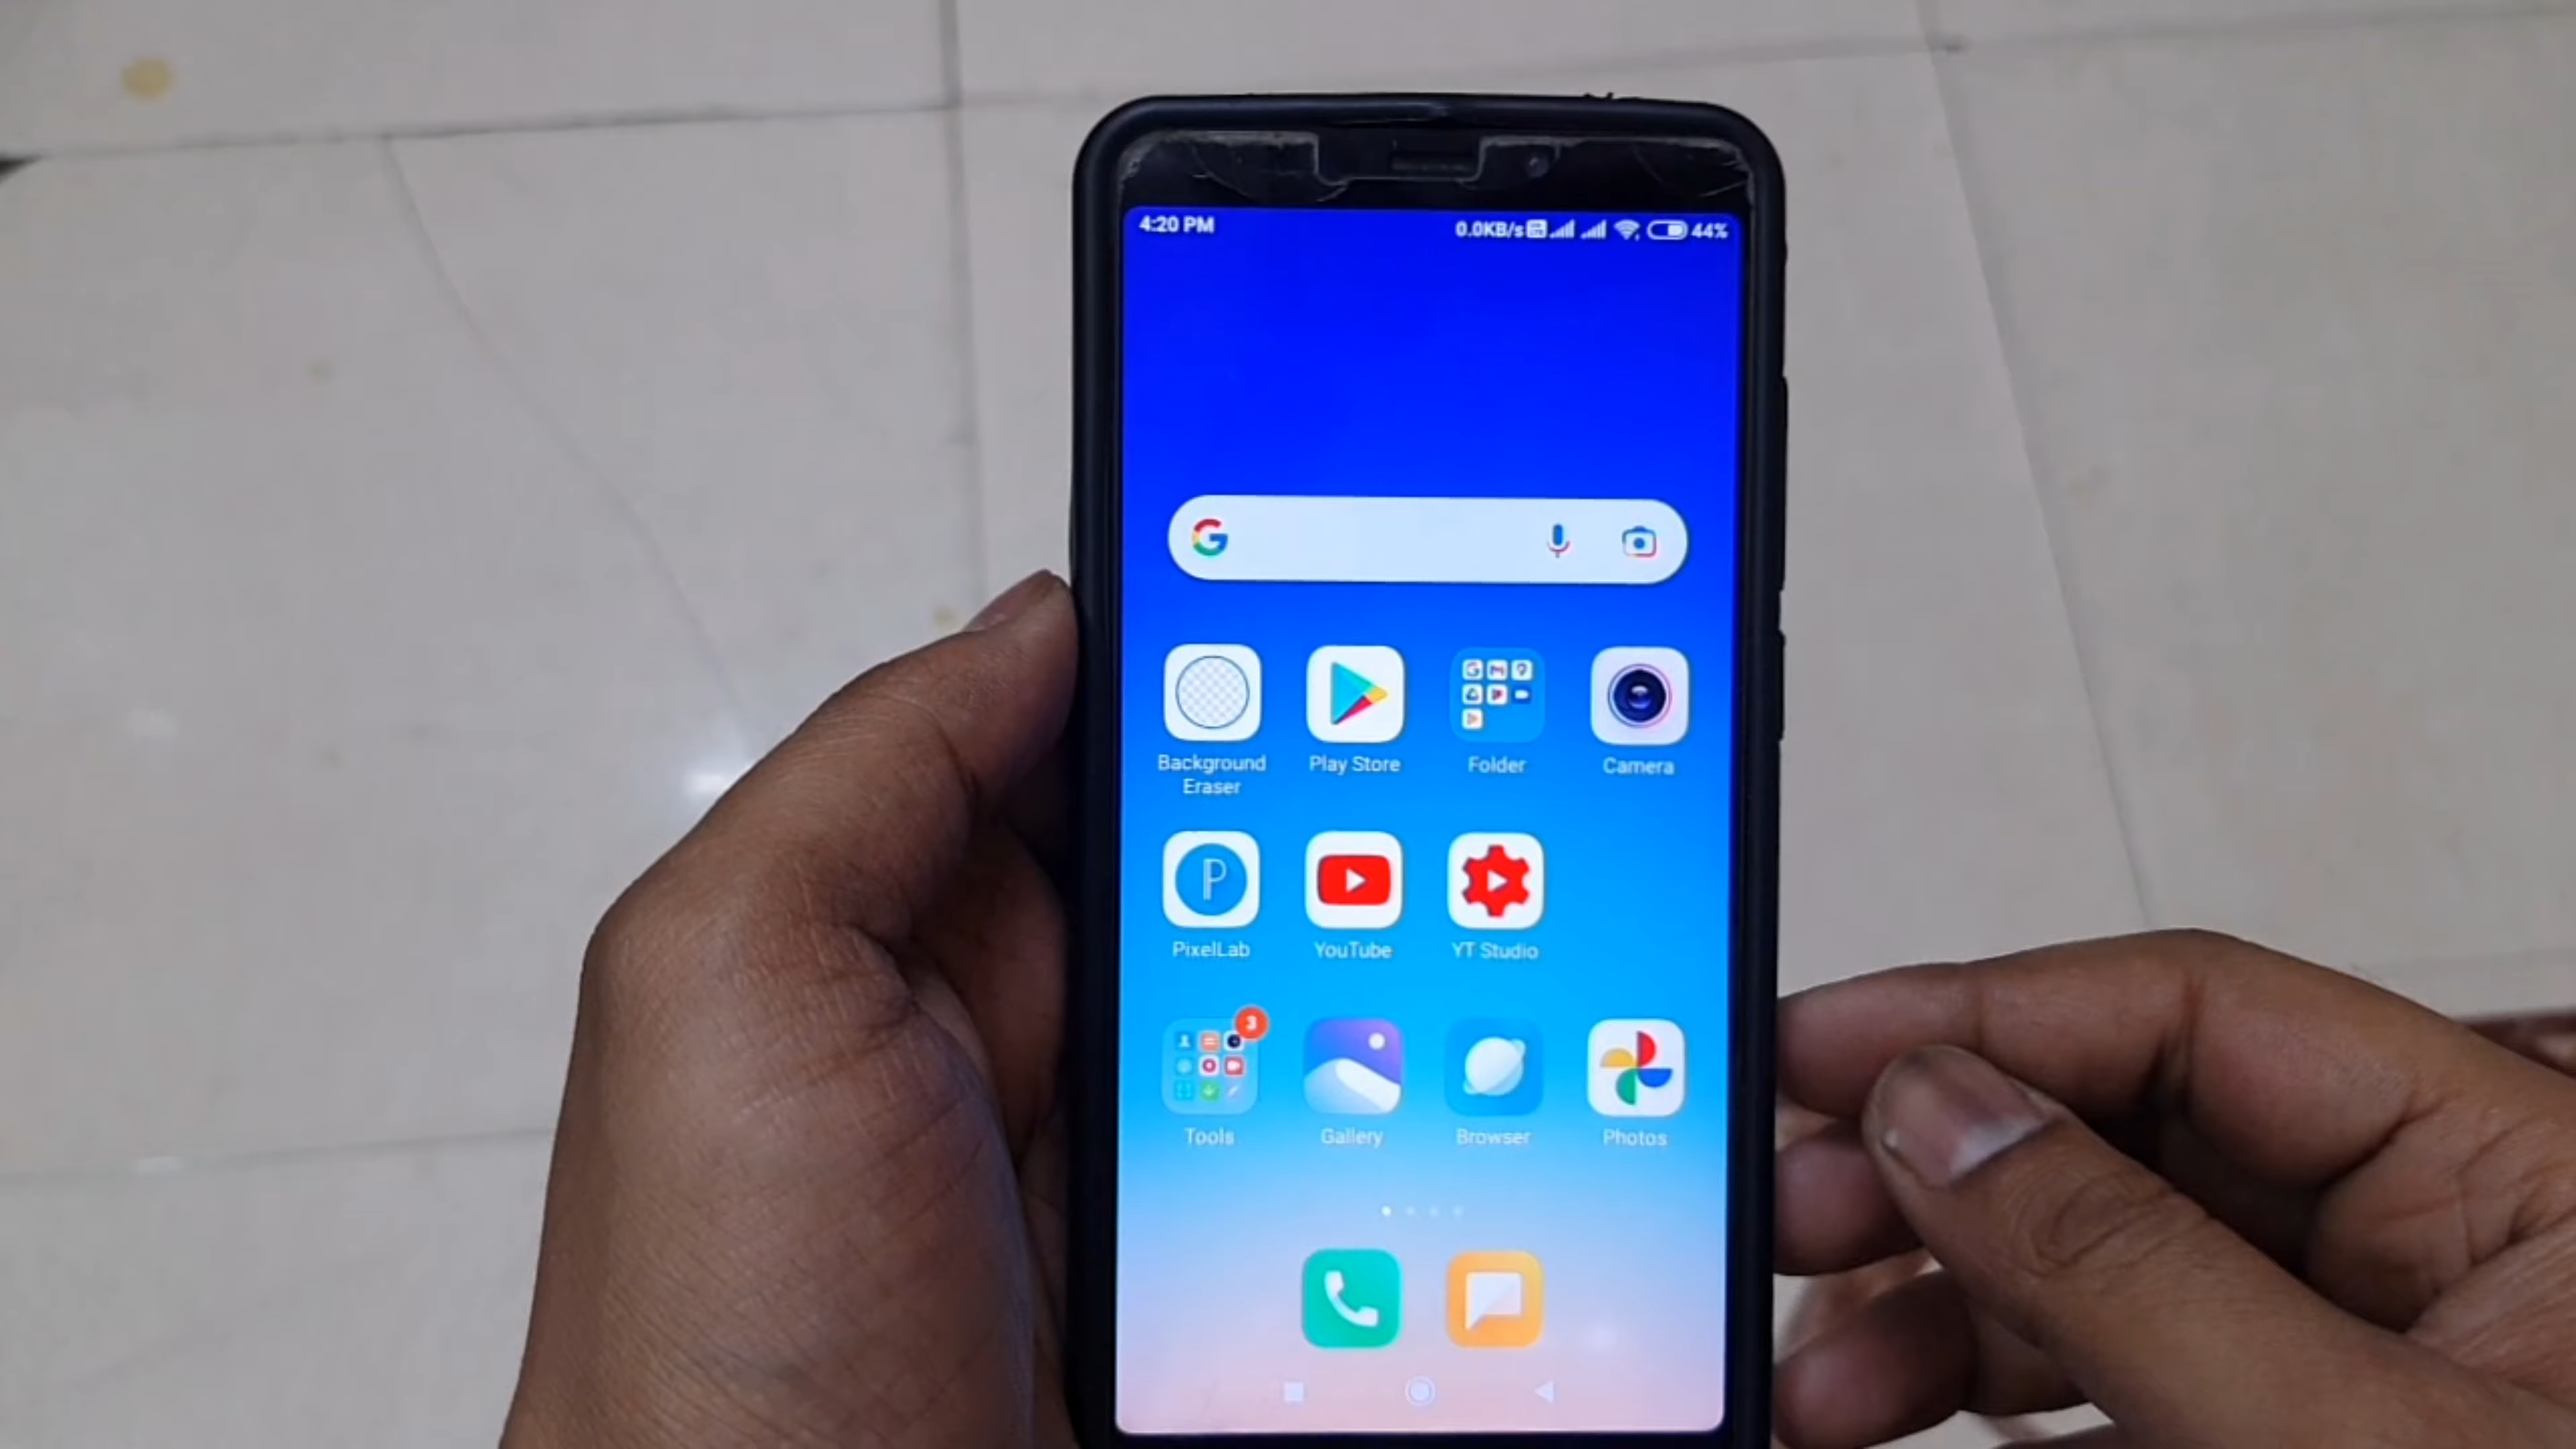 4:20 PM 0.0KB/s 44%
Background Eraser Play Store Folder Camera
PixelLab YouTube YT Studio
3
Tools Gallery Browser Photos